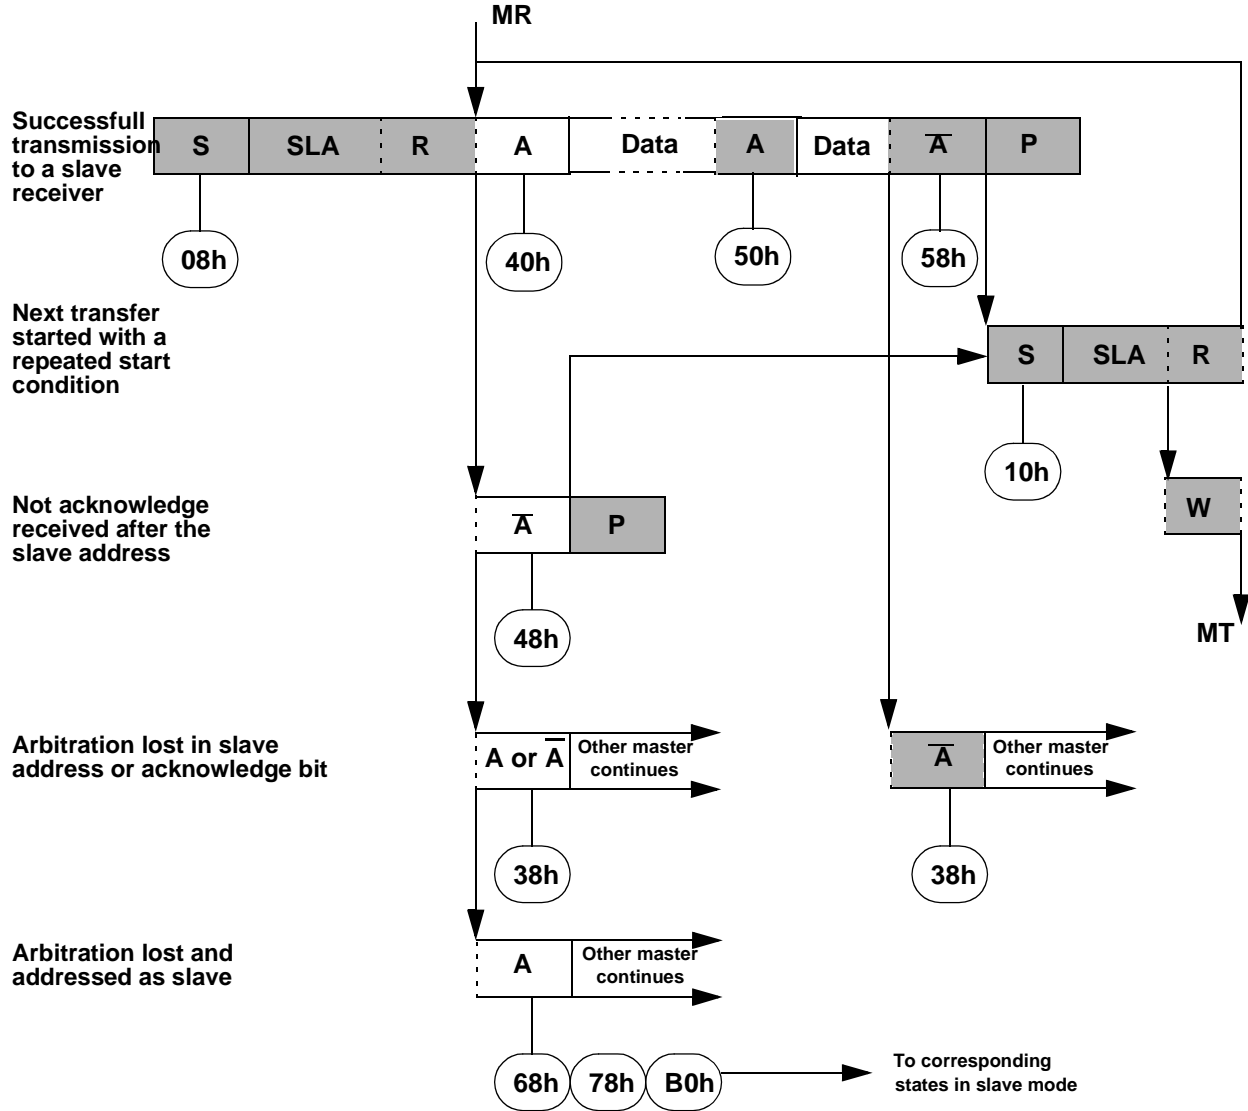 MR
Successfull
transmission
to a slave
receiver
S SLA R A Data A Data A̅ P
08h 40h 50h 58h
Next transfer
started with a
repeated start
condition
S SLA R
10h
Not acknowledge
received after the
slave address
A̅ P
W
48h
MT
Arbitration lost in slave
address or acknowledge bit
A or A̅
Other master
continues
A̅
Other master
continues
38h 38h
Arbitration lost and
addressed as slave
A
Other master
continues
68h 78h B0h
To corresponding
states in slave mode